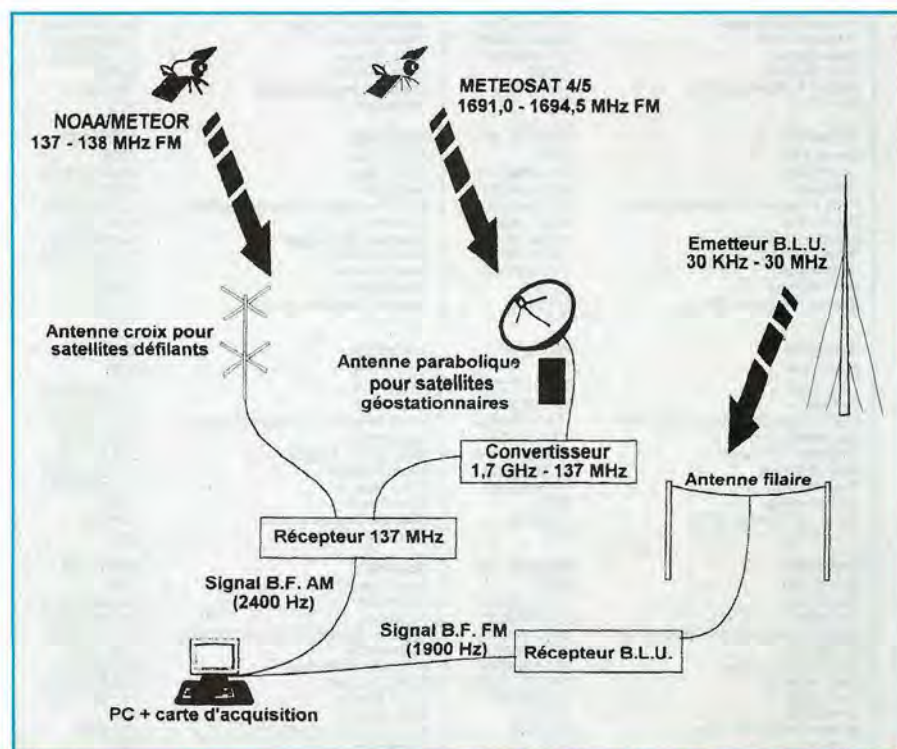 NOAA/METEOR
137 - 138 MHz FM
METEOSAT 4/5
1691,0 - 1694,5 MHz FM
Emetteur B.L.U.
30 KHz - 30 MHz
Antenne croix pour
satellites défilants
Antenne parabolique
pour satellites
géostationnaires
Convertisseur
1,7 GHz - 137 MHz
Antenne filaire
Récepteur 137 MHz
Signal B.F. AM
(2400 Hz)
Signal B.F. FM
(1900 Hz)
Récepteur B.L.U.
PC + carte d'acquisition